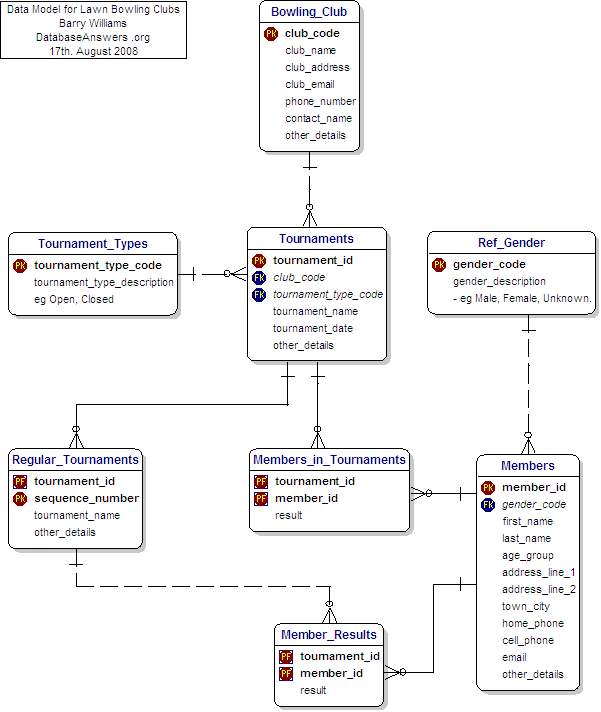 Data Model for Lawn Bowling Clubs
Barry Williams
DatabaseAnswers .org
17th. August 2008
Bowling_Club
PK club_code
club_name
club_address
club_email
phone_number
contact_name
other_details
Tournament_Types
PK tournament_type_code
tournament_type_description
eg Open, Closed
Tournaments
PK tournament_id
FK club_code
FK tournament_type_code
tournament_name
tournament_date
other_details
Ref_Gender
PK gender_code
gender_description
- eg Male, Female, Unknown.
Regular_Tournaments
PF tournament_id
PK sequence_number
tournament_name
other_details
Members_in_Tournaments
PF tournament_id
PF member_id
result
Members
PK member_id
FK gender_code
first_name
last_name
age_group
address_line_1
address_line_2
town_city
home_phone
cell_phone
email
other_details
Member_Results
PF tournament_id
PF member_id
result